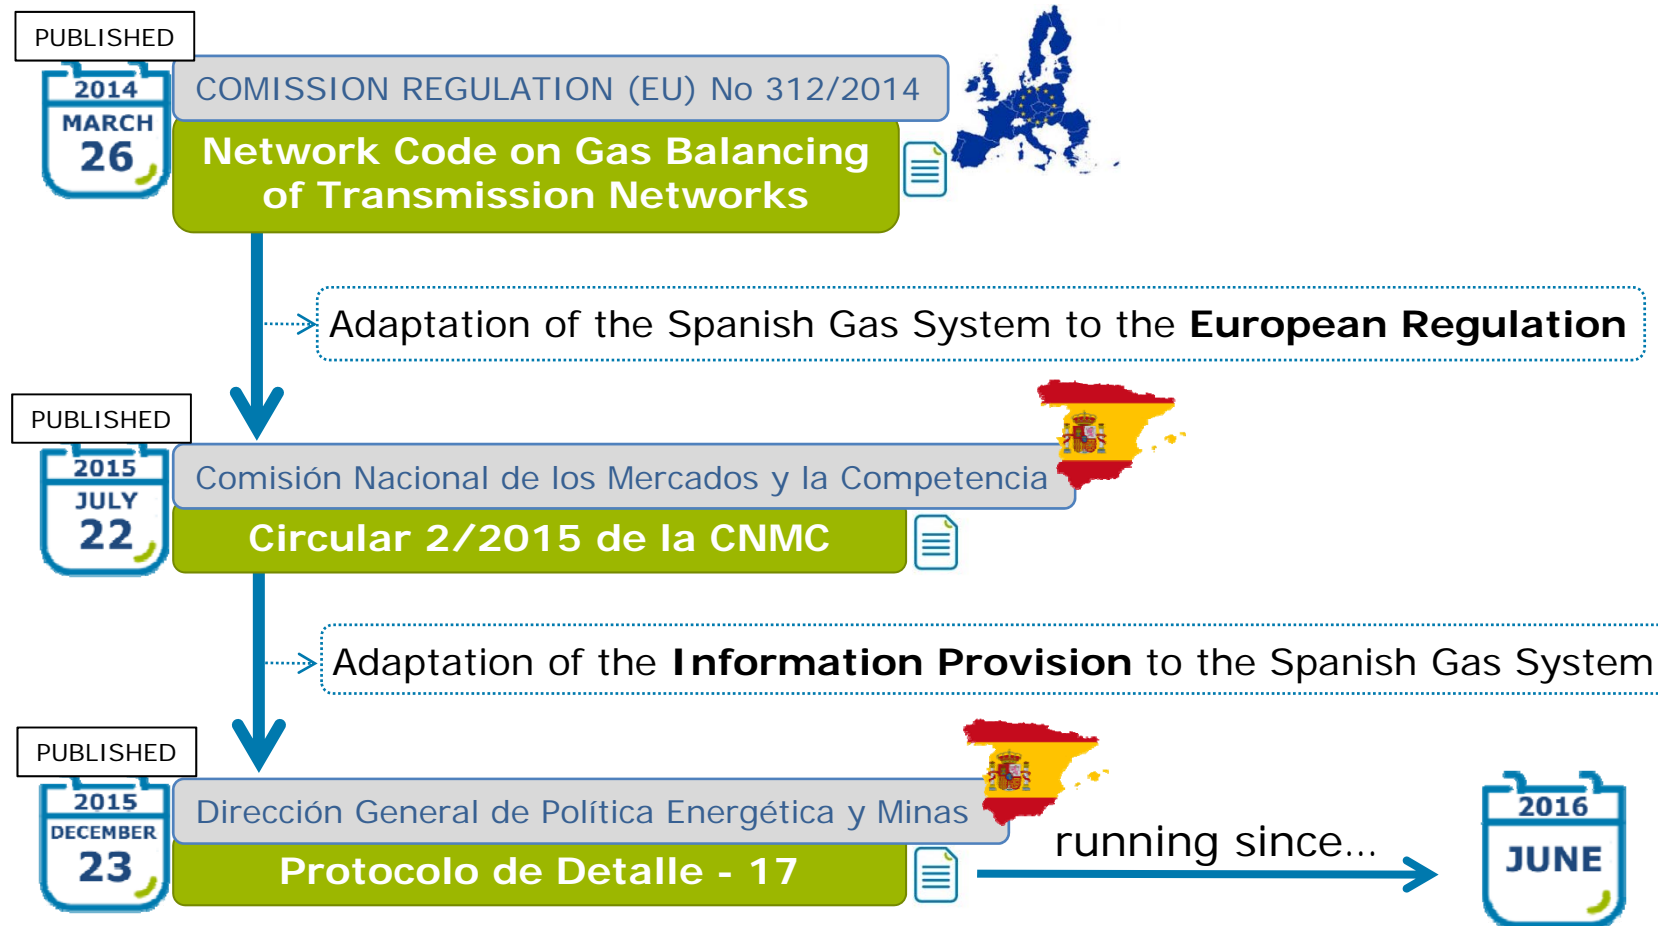 PUBLISHED
2014
MARCH
26
COMISSION REGULATION (EU) No 312/2014
Network Code on Gas Balancing
of Transmission Networks
Adaptation of the Spanish Gas System to the European Regulation
PUBLISHED
2015
JULY
22
Comisión Nacional de los Mercados y la Competencia
Circular 2/2015 de la CNMC
Adaptation of the Information Provision to the Spanish Gas System
PUBLISHED
2015
DECEMBER
23
Dirección General de Política Energética y Minas
Protocolo de Detalle - 17
running since...
2016
JUNE